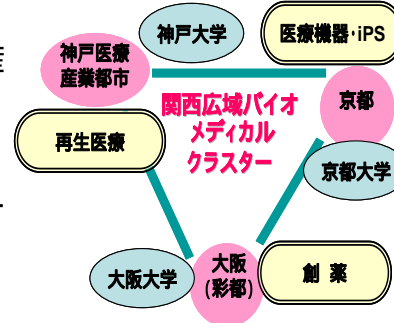 神戸大学
医療機器・iPS
神戸医療
産業都市
関西広域バイオ
メディカル
クラスター
京都
再生医療
京都大学
大阪大学
大阪
(彩都)
創 薬